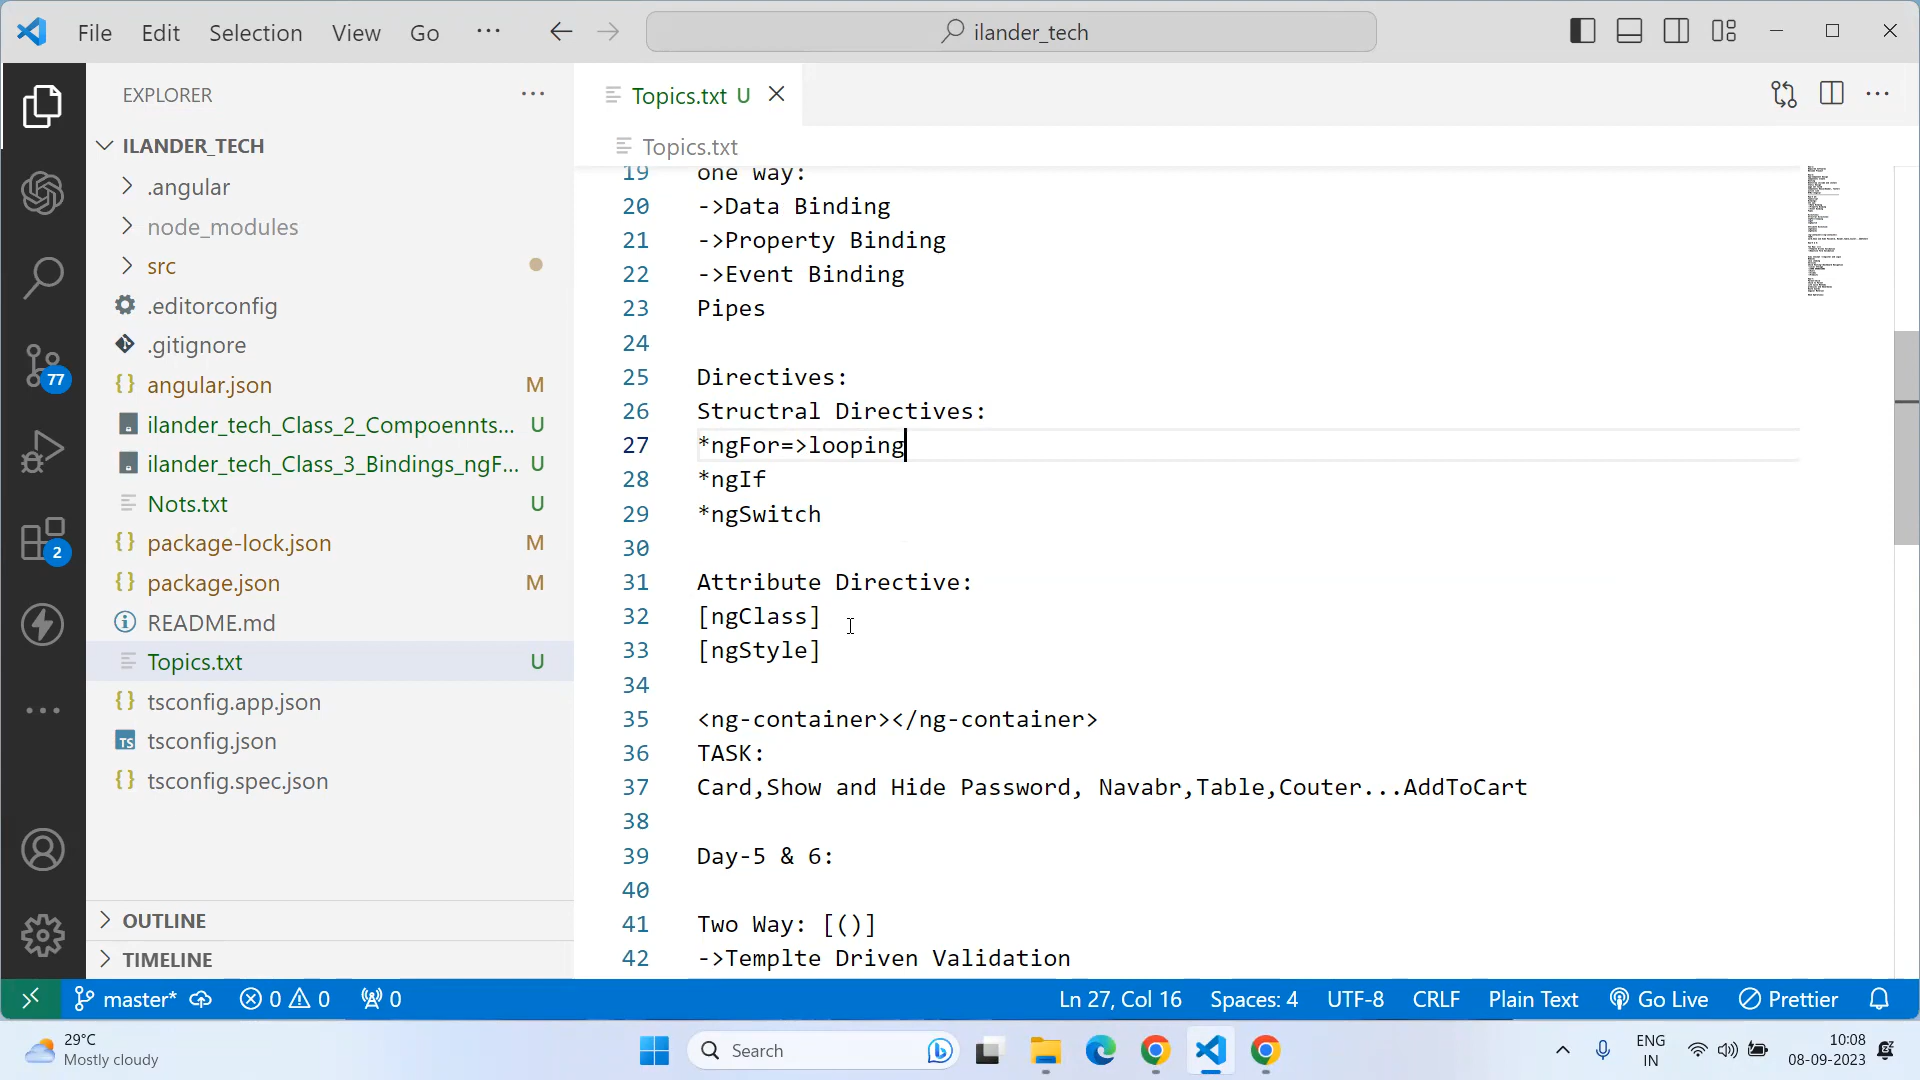 File Edit Selection View Go ··· ilander_tech
EXPLORER ···
ILANDER_TECH
.angular
node_modules
src
.editorconfig
.gitignore
angular.json M
ilander_tech_Class_2_Compoennts... U
ilander_tech_Class_3_Bindings_ngF... U
Nots.txt U
package-lock.json M
package.json M
README.md
Topics.txt U
tsconfig.app.json
tsconfig.json
tsconfig.spec.json
OUTLINE
TIMELINE
77
2
Topics.txt U
Topics.txt
19 one way:
20 ->Data Binding
21 ->Property Binding
22 ->Event Binding
23 Pipes
24
25 Directives:
26 Structral Directives:
27 *ngFor=>looping
28 *ngIf
29 *ngSwitch
30
31 Attribute Directive:
32 [ngClass]
33 [ngStyle]
34
35 <ng-container></ng-container>
36 TASK:
37 Card,Show and Hide Password, Navabr,Table,Couter...AddToCart
38
39 Day-5 & 6:
40
41 Two Way: [()]
42 ->Templte Driven Validation
master* 0 0 0 Ln 27, Col 16 Spaces: 4 UTF-8 CRLF Plain Text Go Live Prettier
29°C
Mostly cloudy
Search
ENG
IN
10:08
08-09-2023